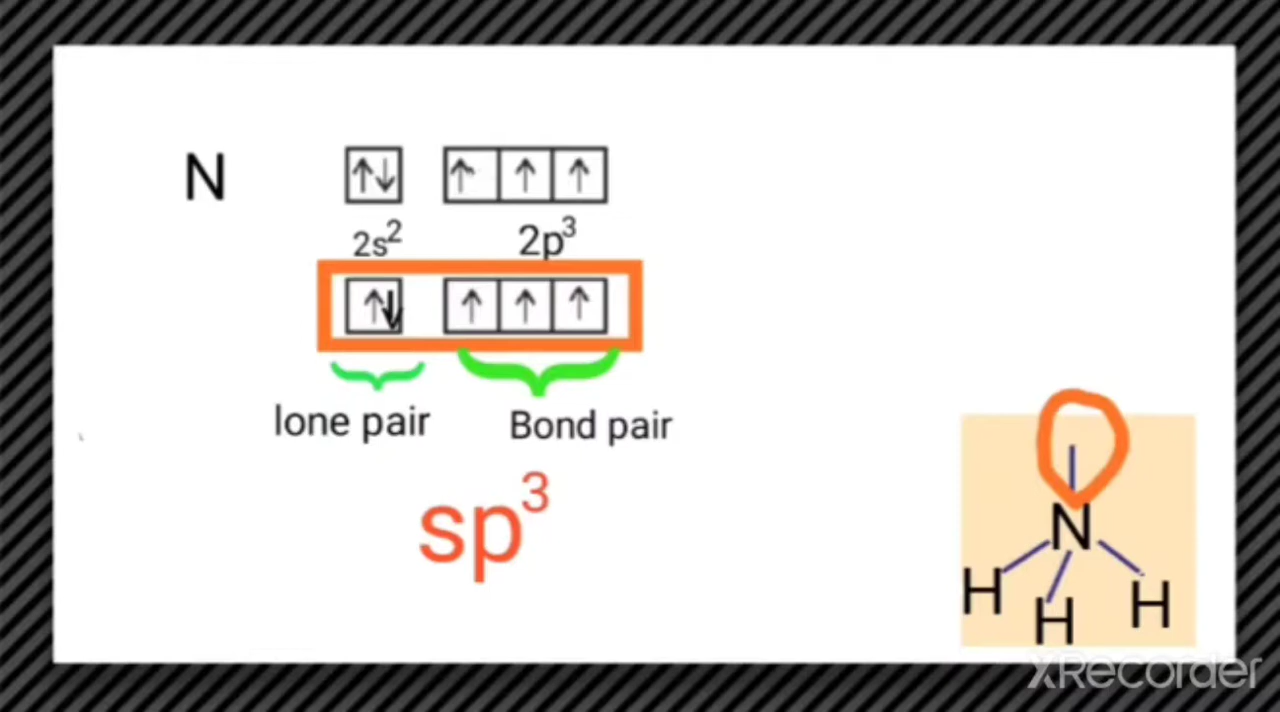 N ↑↓ ↑ ↑ ↑
2s² 2p³
↑↓ ↑ ↑ ↑
lone pair Bond pair
sp³
N
H H H
XRecorder